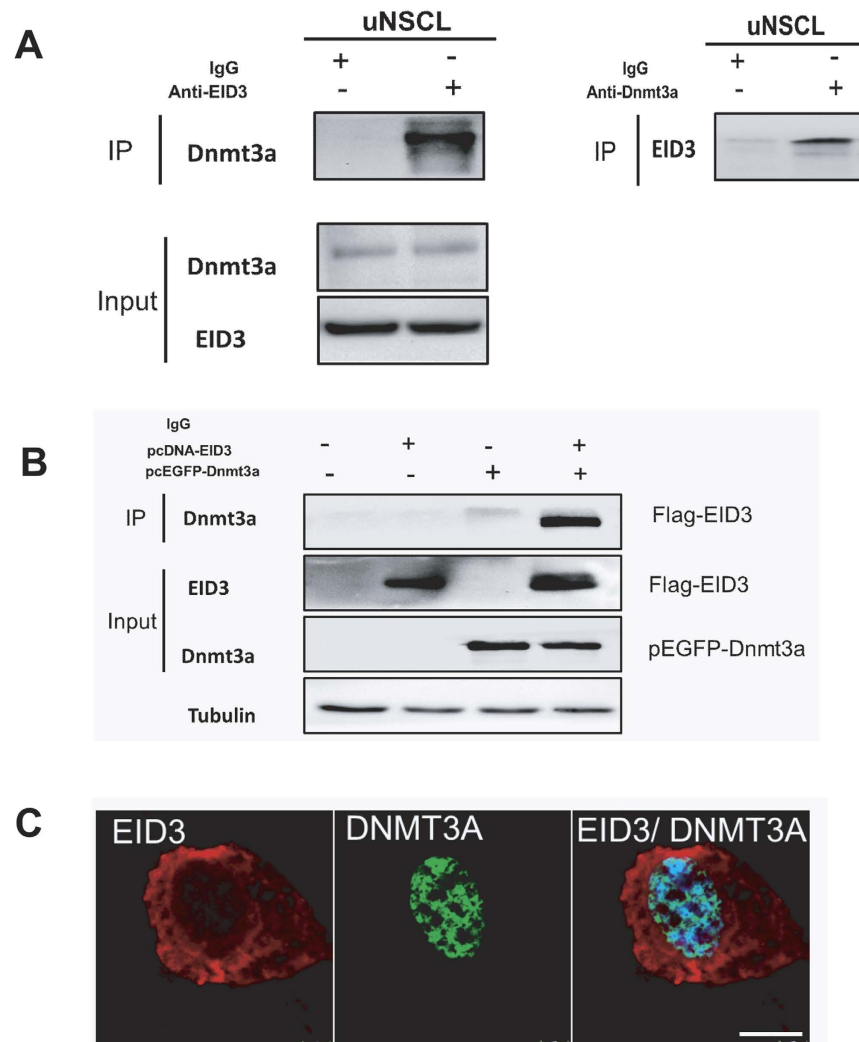 A
uNSCL
IgG + -
Anti-EID3 - +
IP Dnmt3a
Input
Dnmt3a
EID3
uNSCL
IgG + -
Anti-Dnmt3a - +
IP EID3
B
IgG
pcDNA-EID3 - + - +
pcEGFP-Dnmt3a - - + +
IP Dnmt3a Flag-EID3
Input
EID3 Flag-EID3
Dnmt3a pEGFP-Dnmt3a
Tubulin
C
EID3 DNMT3A EID3/ DNMT3A